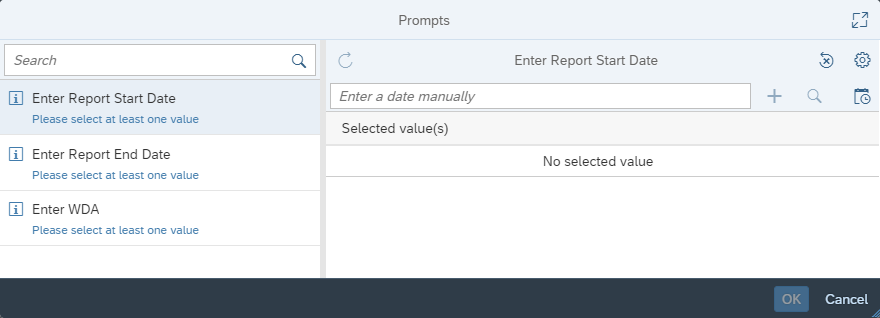 Prompts
Search
Enter Report Start Date
Please select at least one value
Enter Report End Date
Please select at least one value
Enter WDA
Please select at least one value
Enter Report Start Date
Enter a date manually
Selected value(s)
No selected value
OK
Cancel